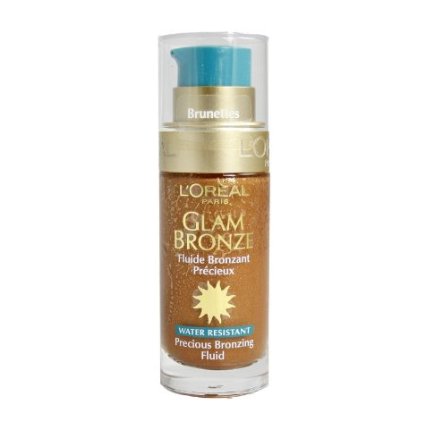 Brunettes
L'ORÉAL
PARIS
GLAM
BRONZE
Fluide Bronzant
Précieux
WATER RESISTANT
Precious Bronzing
Fluid